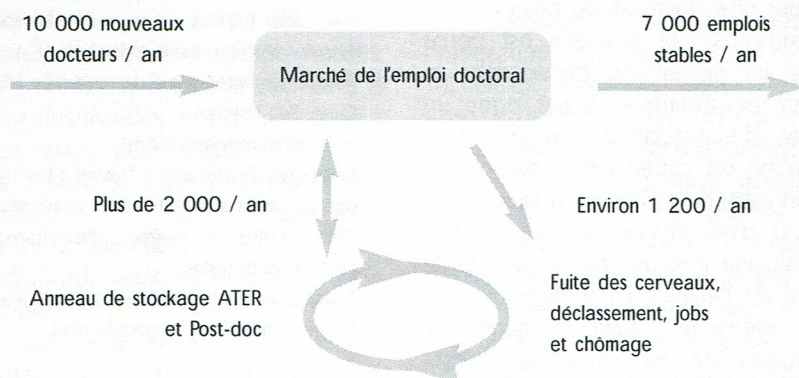 10 000 nouveaux
docteurs / an
Marché de l'emploi doctoral
7 000 emplois
stables / an
Plus de 2 000 / an
Environ 1 200 / an
Anneau de stockage ATER
et Post-doc
Fuite des cerveaux,
déclassement, jobs
et chômage